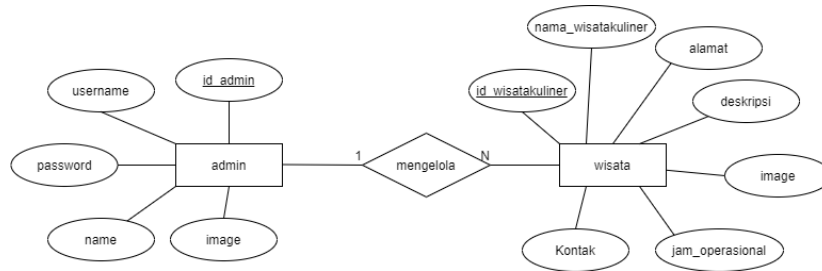 nama_wisatakuliner
alamat
id_admin
username
id_wisatakuliner
deskripsi
password
admin
1
mengelola
N
wisata
image
name
image
Kontak
jam_operasional